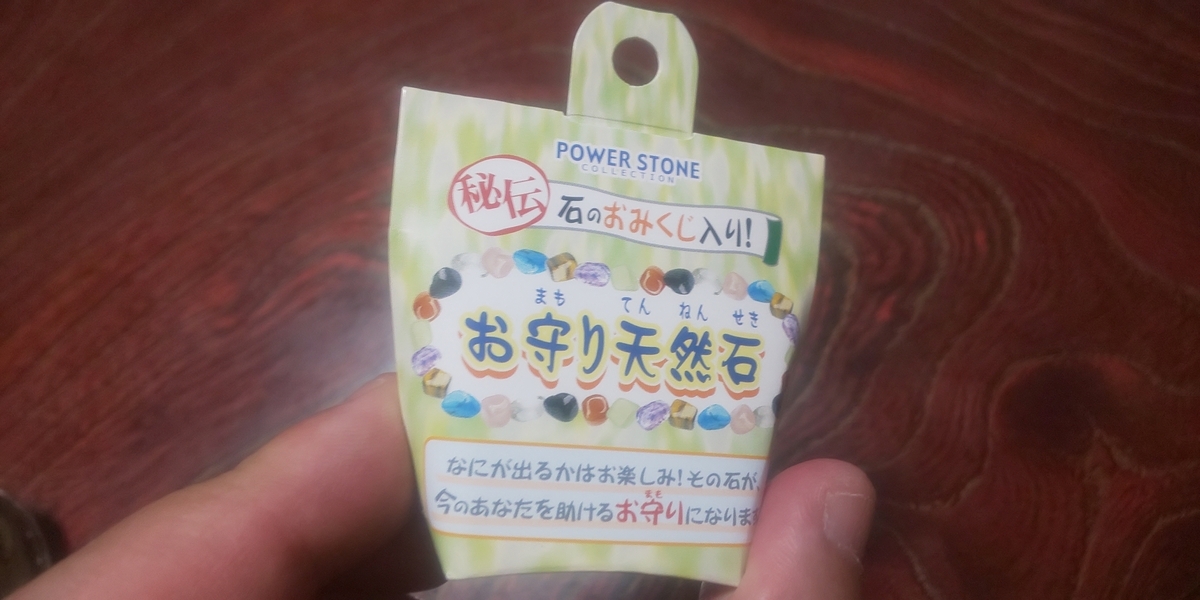 POWER STONE
COLLECTION
秘伝
石のおみくじ入り!
まも てん ねん せき
お守り天然石
なにが出るかはお楽しみ!その石が、
まも
今のあなたを助けるお守りになりま